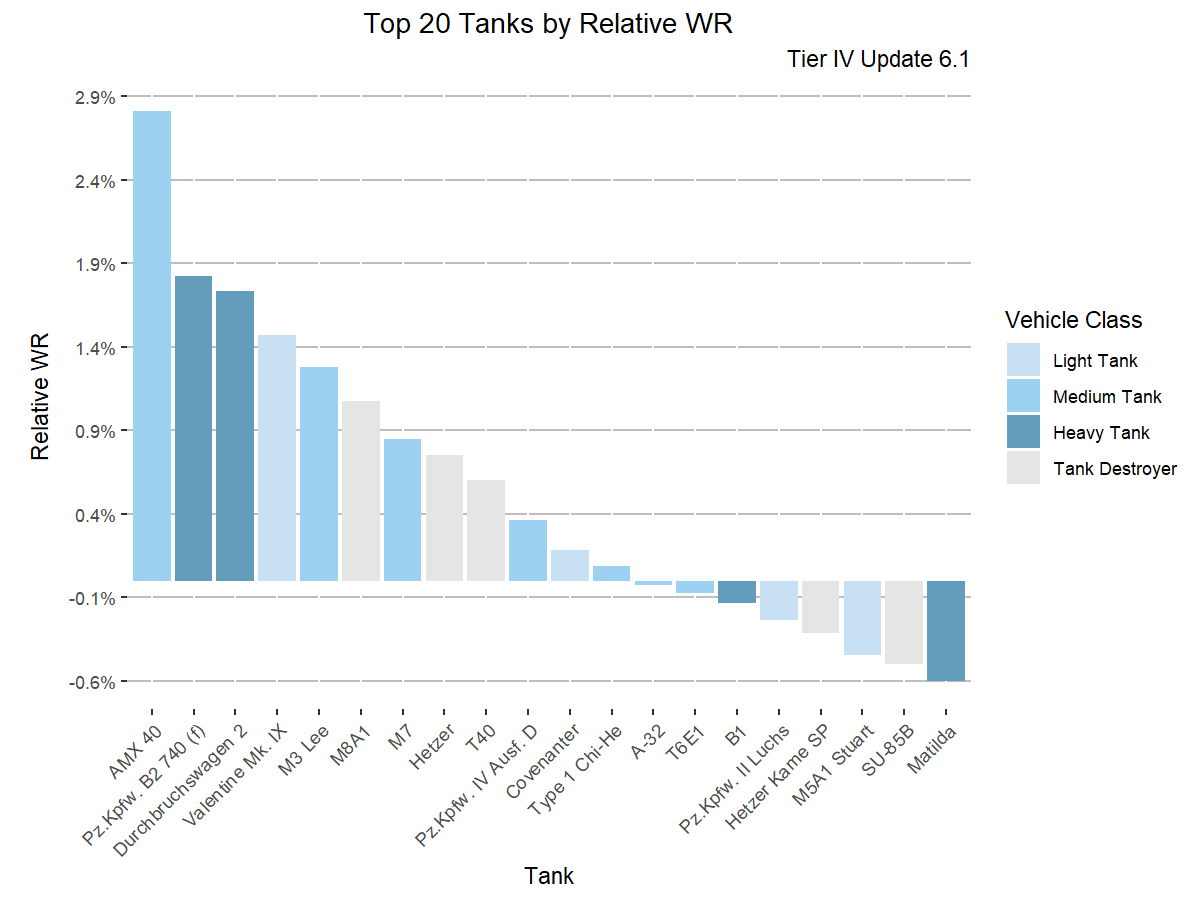 Top 20 Tanks by Relative WR
Tier IV Update 6.1
2.9%
2.4%
1.9%
1.4%
0.9%
0.4%
-0.1%
-0.6%
Relative WR
AMX 40
Pz.Kpfw. B2 740 (f)
Durchbruchswagen 2
Valentine Mk. IX
M3 Lee
M8A1
M7
Hetzer
T40
Pz.Kpfw. IV Ausf. D
Covenanter
Type 1 Chi-He
A-32
T6E1
B1
Pz.Kpfw. II Luchs
Hetzer Kame SP
M5A1 Stuart
SU-85B
Matilda
Tank
Vehicle Class
Light Tank
Medium Tank
Heavy Tank
Tank Destroyer